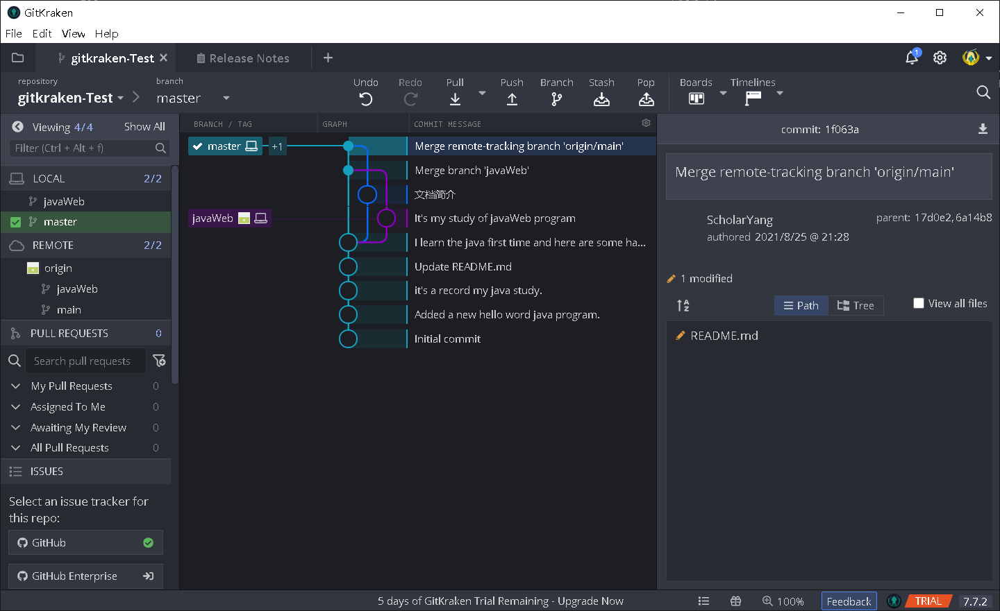 GitKraken
File Edit View Help
gitkraken-Test
Release Notes
1
repository
gitkraken-Test
branch
master
Undo
Redo
Pull
Push
Branch
Stash
Pop
Boards
Timelines
Viewing 4/4
Show All
Filter (Ctrl + Alt + f)
LOCAL 2/2
javaWeb
master
REMOTE 2/2
origin
javaWeb
main
PULL REQUESTS 0
Search pull requests
My Pull Requests 0
Assigned To Me 0
Awaiting My Review 0
All Pull Requests 0
ISSUES
Select an issue tracker for
this repo:
GitHub
GitHub Enterprise
BRANCH / TAG
GRAPH
COMMIT MESSAGE
master +1
Merge remote-tracking branch 'origin/main'
Merge branch 'javaWeb'
文档简介
javaWeb
It's my study of javaWeb program
I learn the java first time and here are some ha...
Update README.md
it's a record my java study.
Added a new hello word java program.
Initial commit
commit: 1f063a
Merge remote-tracking branch 'origin/main'
ScholarYang
authored 2021/8/25 @ 21:28
parent: 17d0e2,6a14b8
1 modified
A
Z
Path
Tree
View all files
README.md
5 days of GitKraken Trial Remaining - Upgrade Now
100%
Feedback
TRIAL
7.7.2